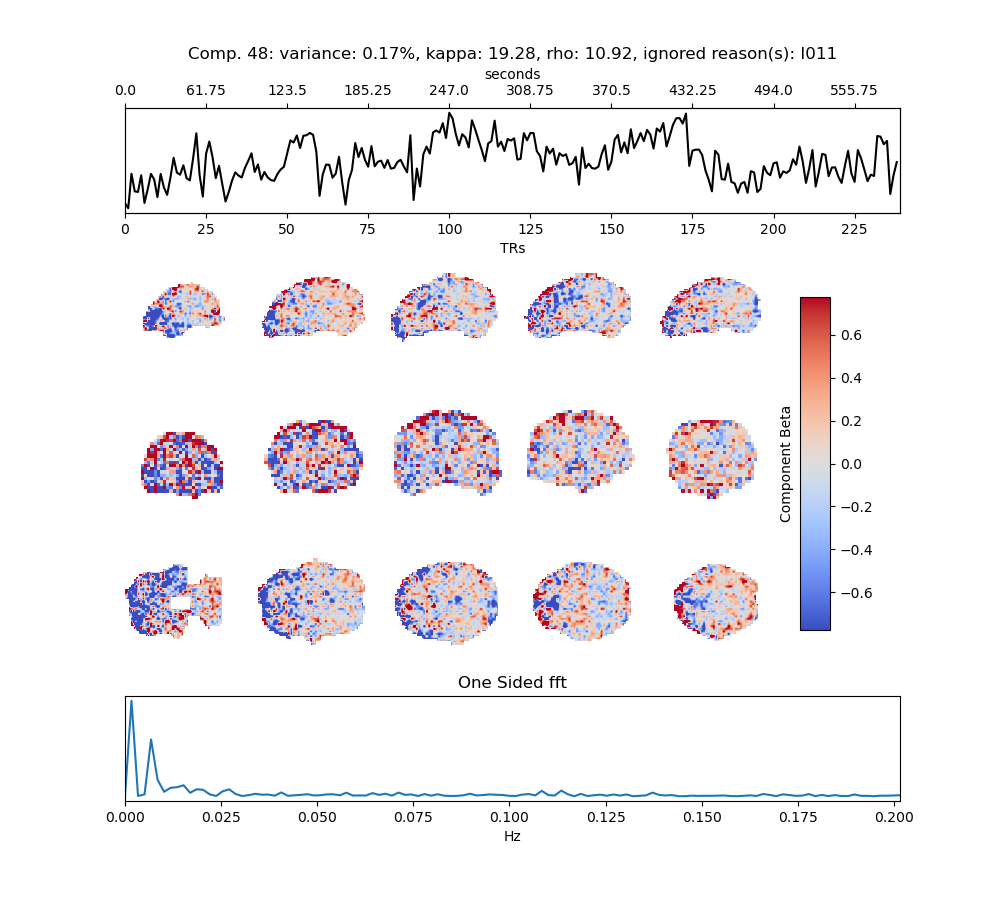 Comp. 48: variance: 0.17%, kappa: 19.28, rho: 10.92, ignored reason(s): I011
seconds
0.0 61.75 123.5 185.25 247.0 308.75 370.5 432.25 494.0 555.75
0 25 50 75 100 125 150 175 200 225
TRs
0.6
0.4
0.2
0.0
−0.2
−0.4
−0.6
Component Beta
One Sided fft
0.000 0.025 0.050 0.075 0.100 0.125 0.150 0.175 0.200
Hz